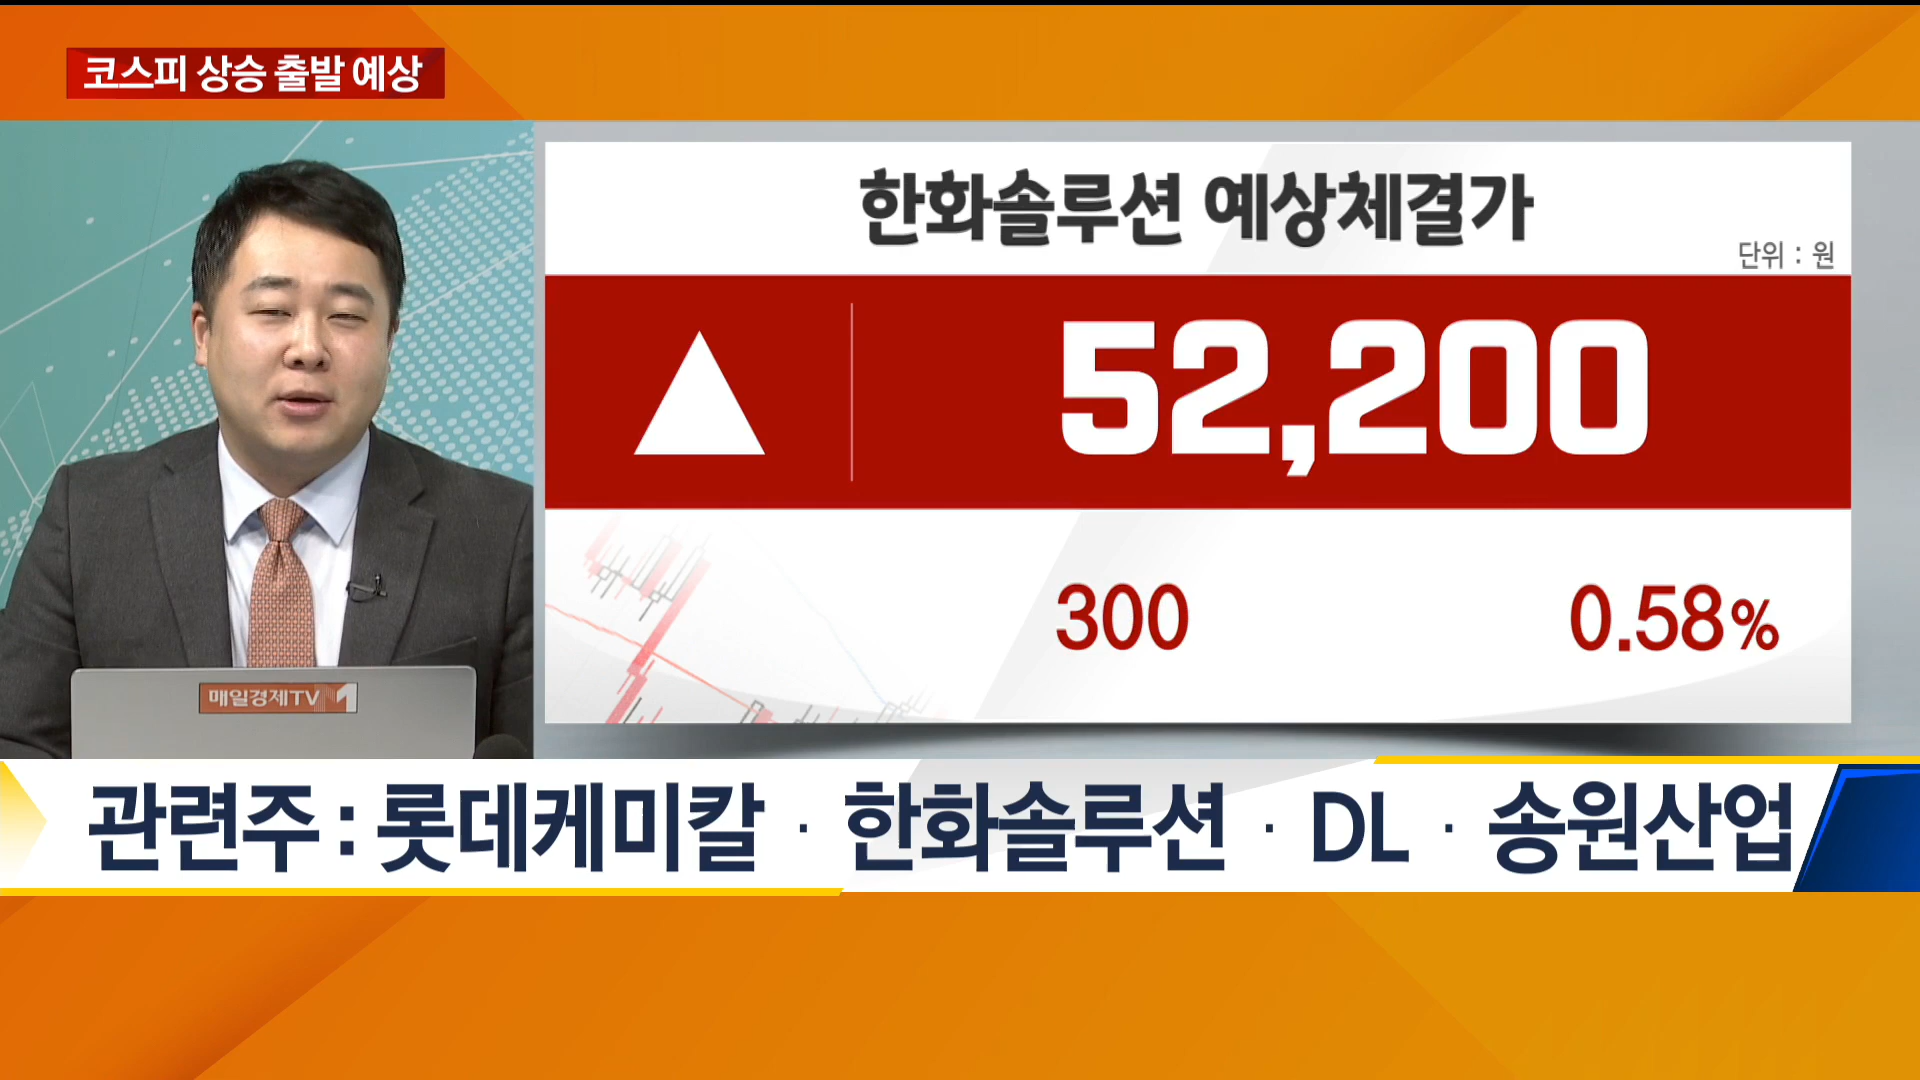 코스피 상승 출발 예상
한화솔루션 예상체결가
단위 : 원
▲ 52,200
300 0.58%
매일경제TV 1
관련주 : 롯데케미칼 · 한화솔루션 · DL · 송원산업